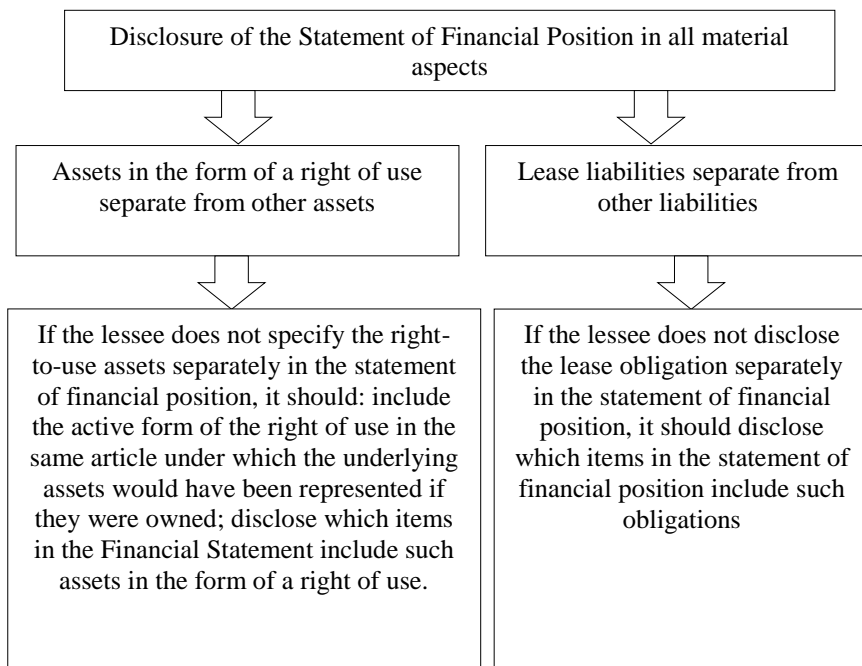 Disclosure of the Statement of Financial Position in all material
aspects
Assets in the form of a right of use
separate from other assets
Lease liabilities separate from
other liabilities
If the lessee does not specify the right-
to-use assets separately in the statement
of financial position, it should: include
the active form of the right of use in the
same article under which the underlying
assets would have been represented if
they were owned; disclose which items
in the Financial Statement include such
assets in the form of a right of use.
If the lessee does not disclose
the lease obligation separately
in the statement of financial
position, it should disclose
which items in the statement of
financial position include such
obligations